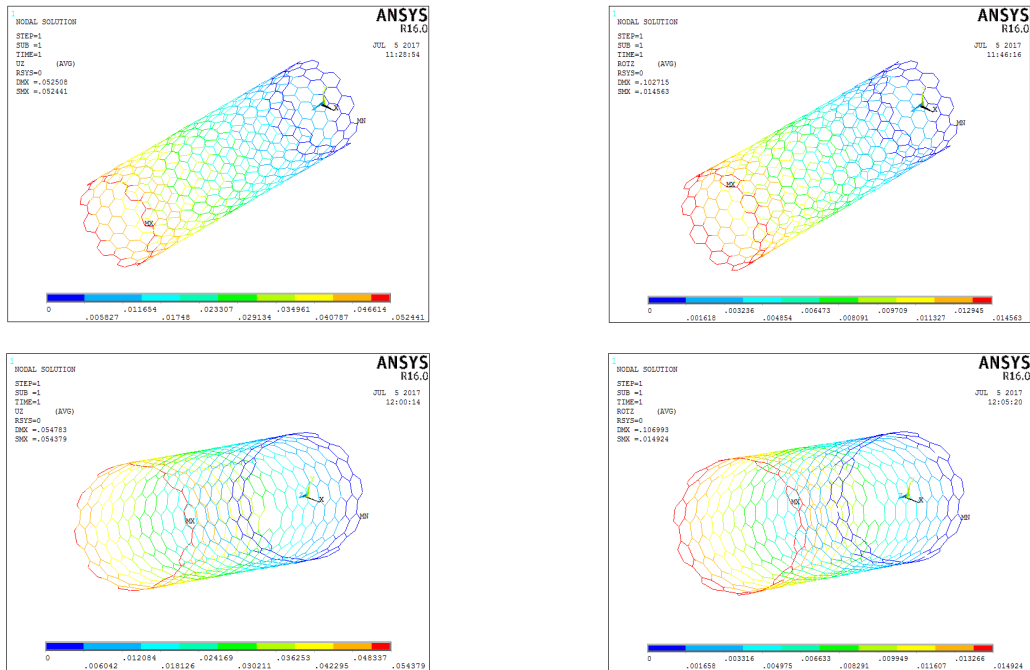 1
NODAL SOLUTION
ANSYS
R16.0
STEP=1
SUB =1
TIME=1
UZ (AVG)
RSYS=0
DMX =.052508
SMX =.052441
JUL 5 2017
11:28:54
X
MN
MX
0 .011654 .023307 .034961 .046614
.005827 .01748 .029134 .040787 .052441
1
NODAL SOLUTION
ANSYS
R16.0
STEP=1
SUB =1
TIME=1
ROTZ (AVG)
RSYS=0
DMX =.102715
SMX =.014563
JUL 5 2017
11:46:16
X
MN
MX
0 .003236 .006473 .009709 .012945
.001618 .004854 .008091 .011327 .014563
1
NODAL SOLUTION
ANSYS
R16.0
STEP=1
SUB =1
TIME=1
UZ (AVG)
RSYS=0
DMX =.054783
SMX =.054379
JUL 5 2017
12:00:14
X
MX
MN
0 .012084 .024169 .036253 .048337
.006042 .018126 .030211 .042295 .054379
1
NODAL SOLUTION
ANSYS
R16.0
STEP=1
SUB =1
TIME=1
ROTZ (AVG)
RSYS=0
DMX =.106993
SMX =.014924
JUL 5 2017
12:05:20
X
MX
MN
0 .003316 .006633 .009949 .013266
.001658 .004975 .008291 .011607 .014924